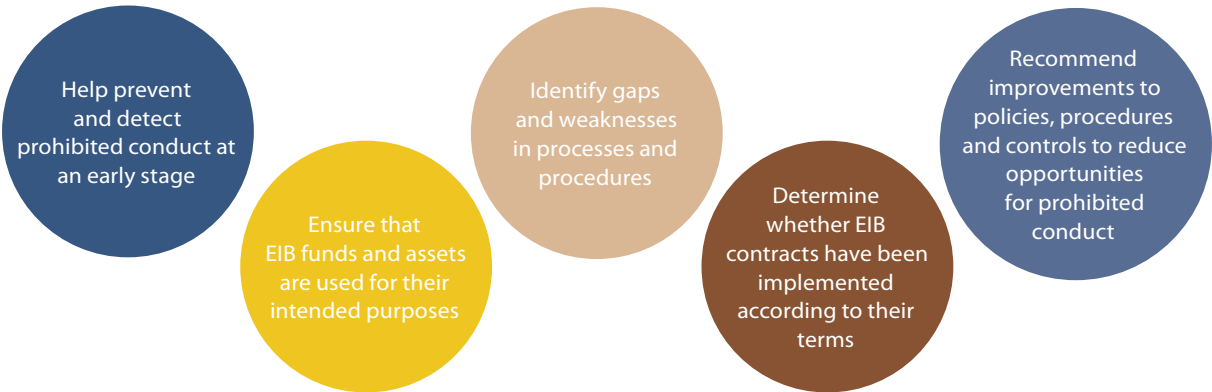 Help prevent
and detect
prohibited conduct at
an early stage
Ensure that
EIB funds and assets
are used for their
intended purposes
Identify gaps
and weaknesses
in processes and
procedures
Determine
whether EIB
contracts have been
implemented
according to their
terms
Recommend
improvements to
policies, procedures
and controls to reduce
opportunities
for prohibited
conduct